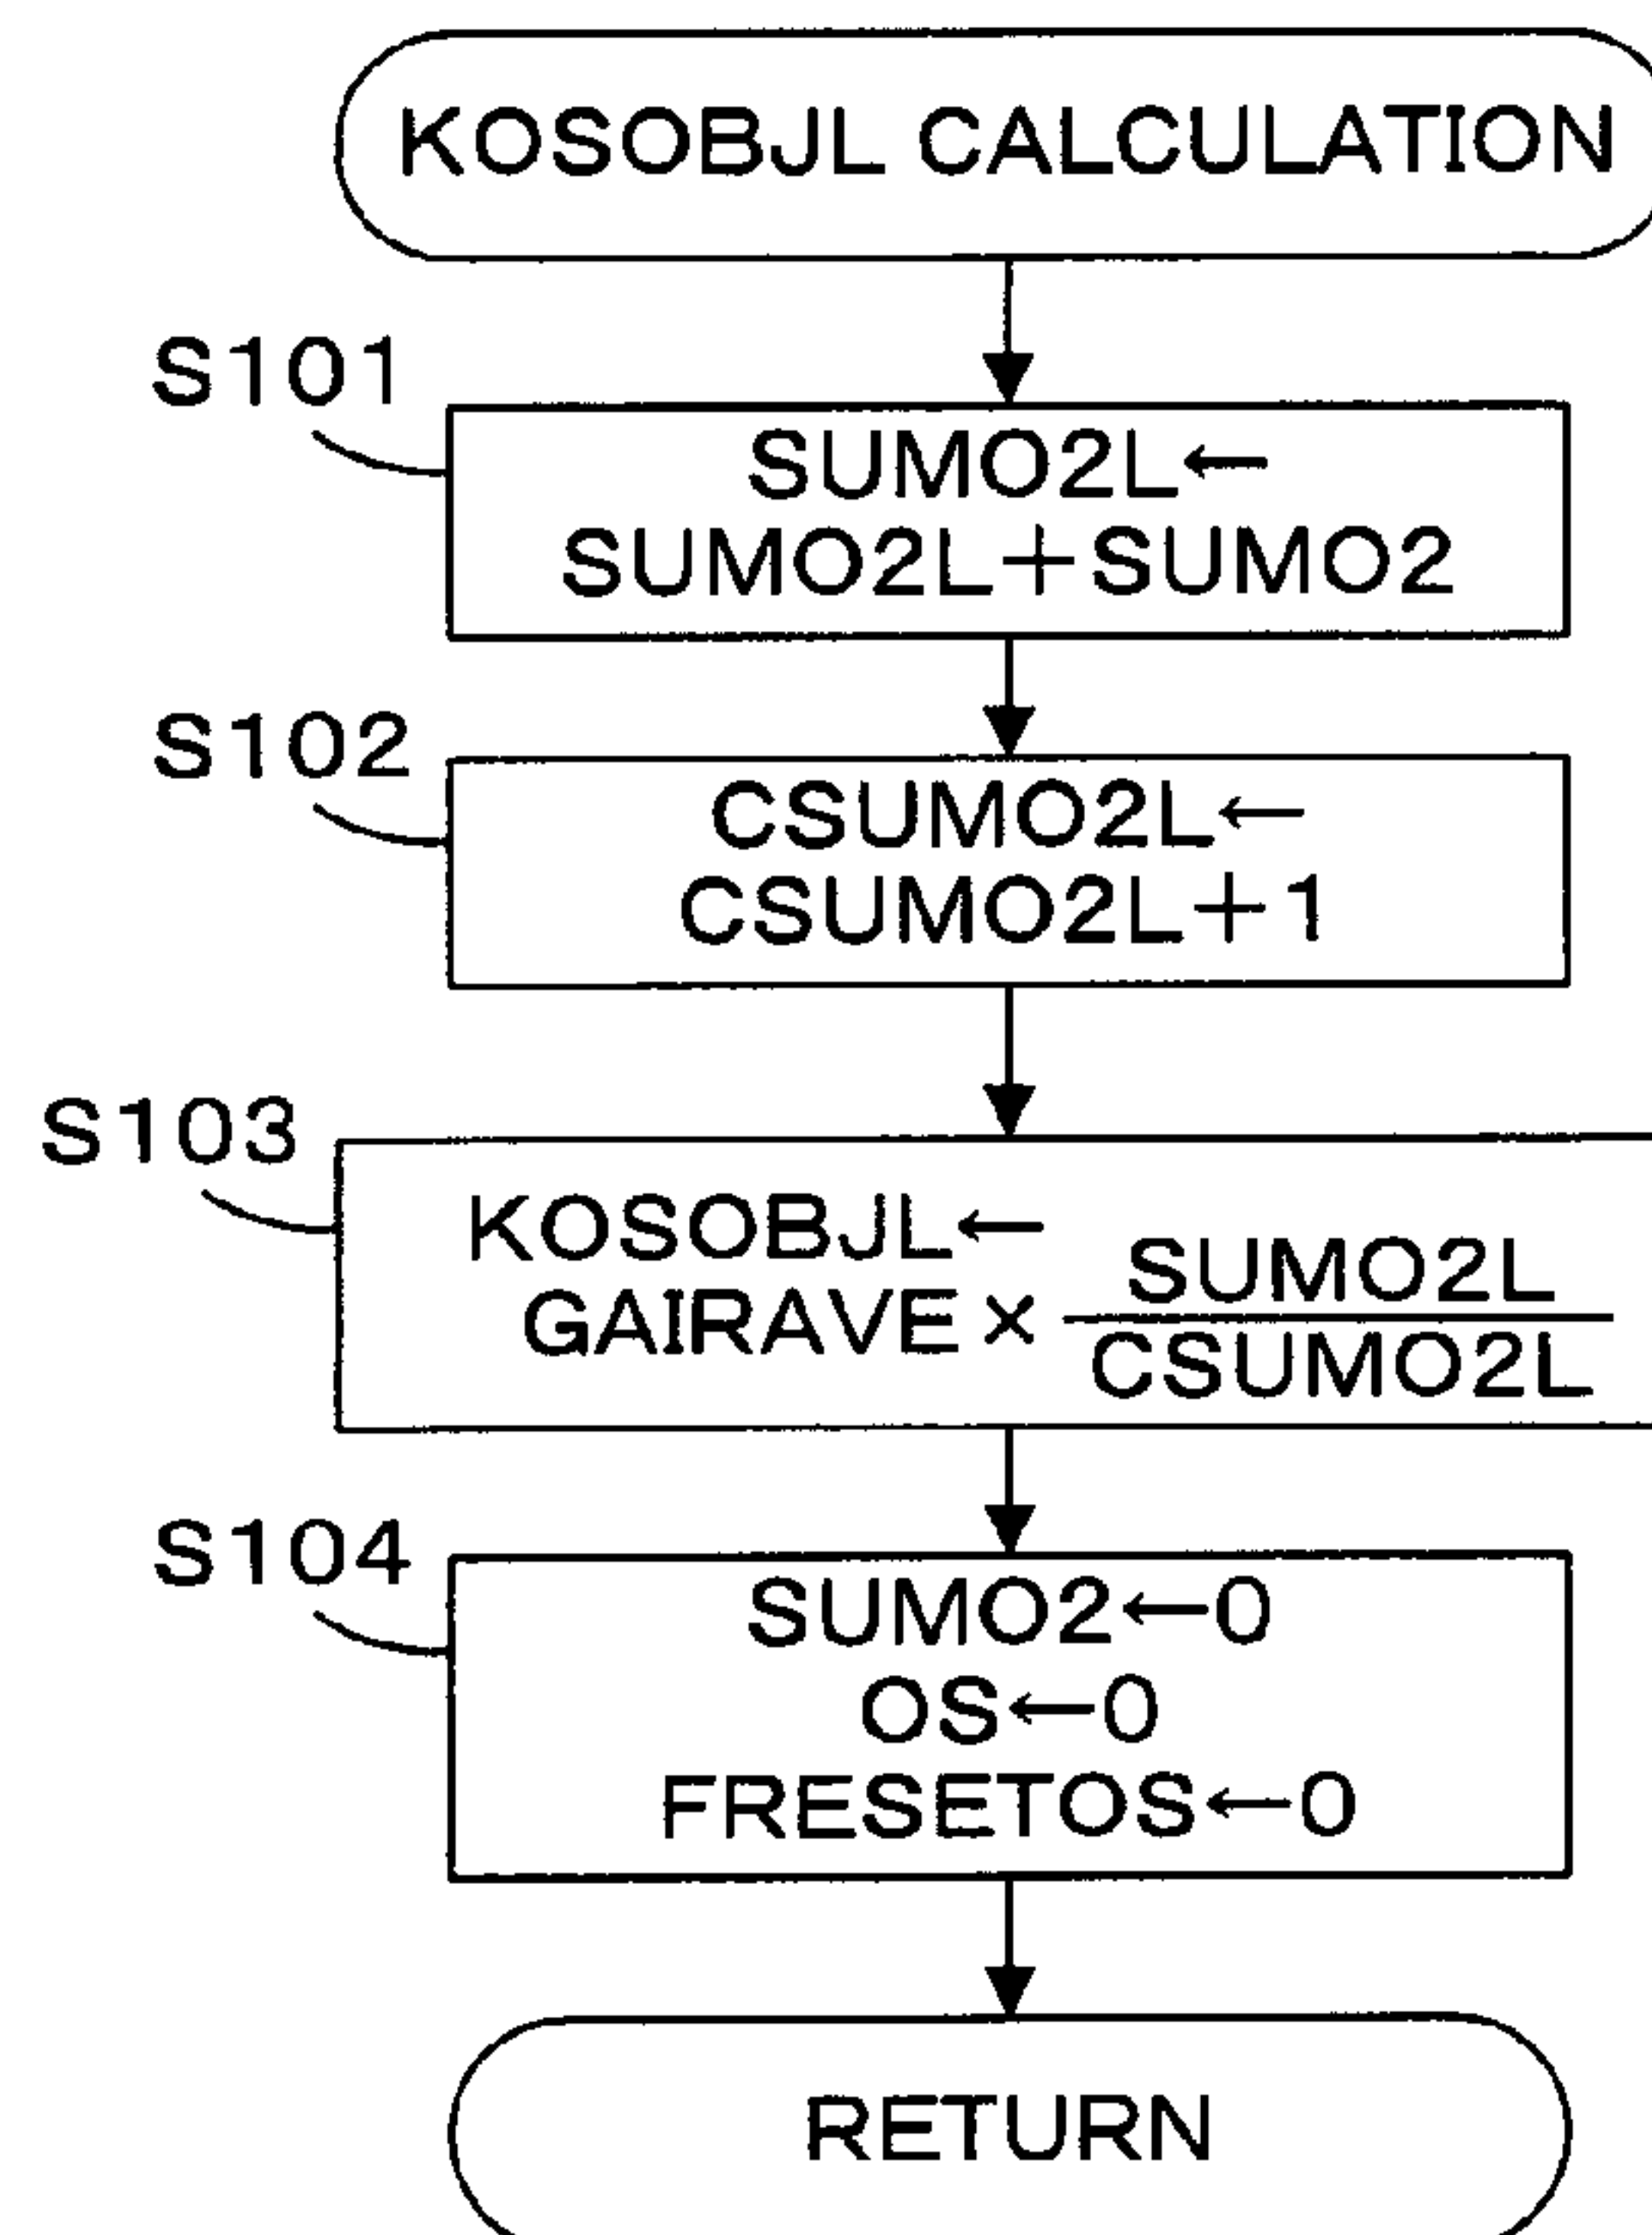 KOSOBJL CALCULATION
S101
SUMO2L←
SUMO2L+SUMO2
S102
CSUMO2L←
CSUMO2L+1
S103
KOSOBJL←
GAIRAVE × SUMO2L
CSUMO2L
S104
SUMO2←0
OS←0
FRESETOS←0
RETURN